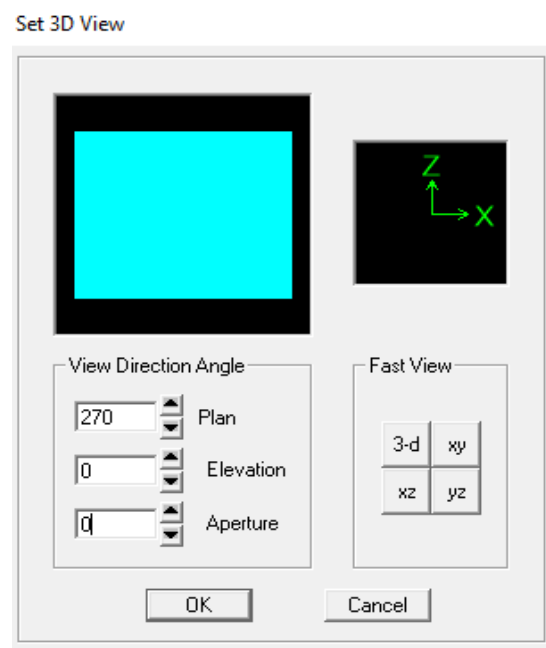 Set 3D View
Z
X
View Direction Angle
270 Plan
0 Elevation
0 Aperture
Fast View
3-d xy
xz yz
OK Cancel